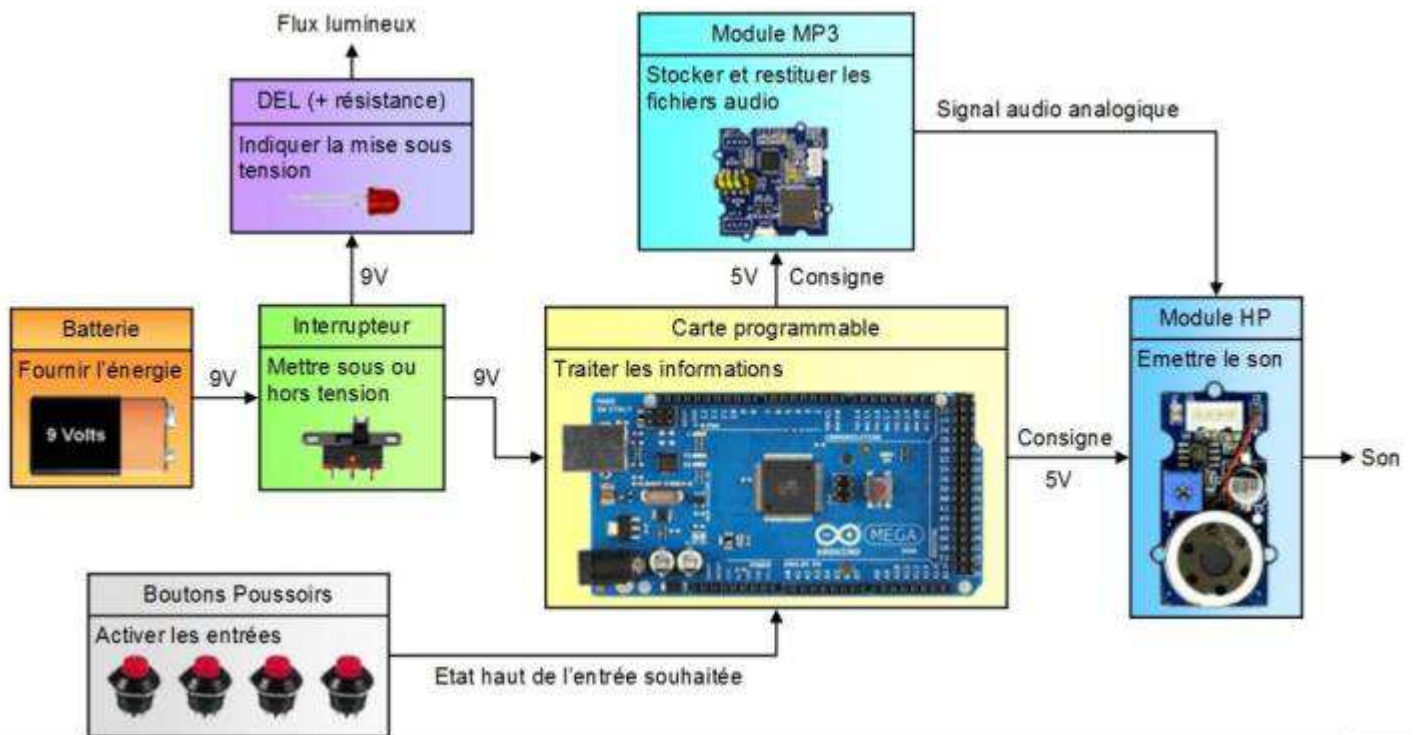 Flux lumineux
DEL (+ résistance)
Indiquer la mise sous
tension
9V
Module MP3
Stocker et restituer les
fichiers audio
Signal audio analogique
5V Consigne
Batterie
Fournir l'énergie
9 Volts
9V
Interrupteur
Mettre sous ou
hors tension
9V
Carte programmable
Traiter les informations
ARDUINO
MEGA
Consigne
5V
Module HP
Emettre le son
Son
Boutons Poussoirs
Activer les entrées
Etat haut de l'entrée souhaitée